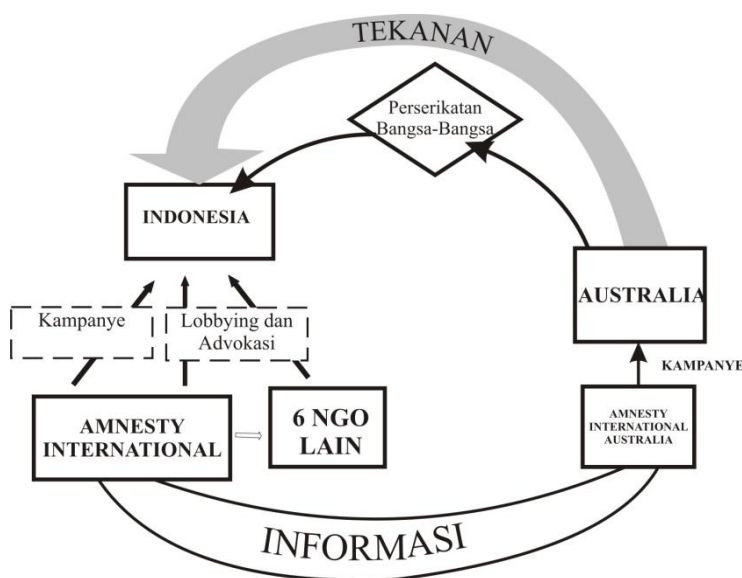 TEKANAN
Perserikatan
Bangsa-Bangsa
INDONESIA
AUSTRALIA
Kampanye
Lobbying dan
Advokasi
KAMPANYE
AMNESTY
INTERNATIONAL
6 NGO
LAIN
AMNESTY
INTERNATIONAL
AUSTRALIA
INFORMASI